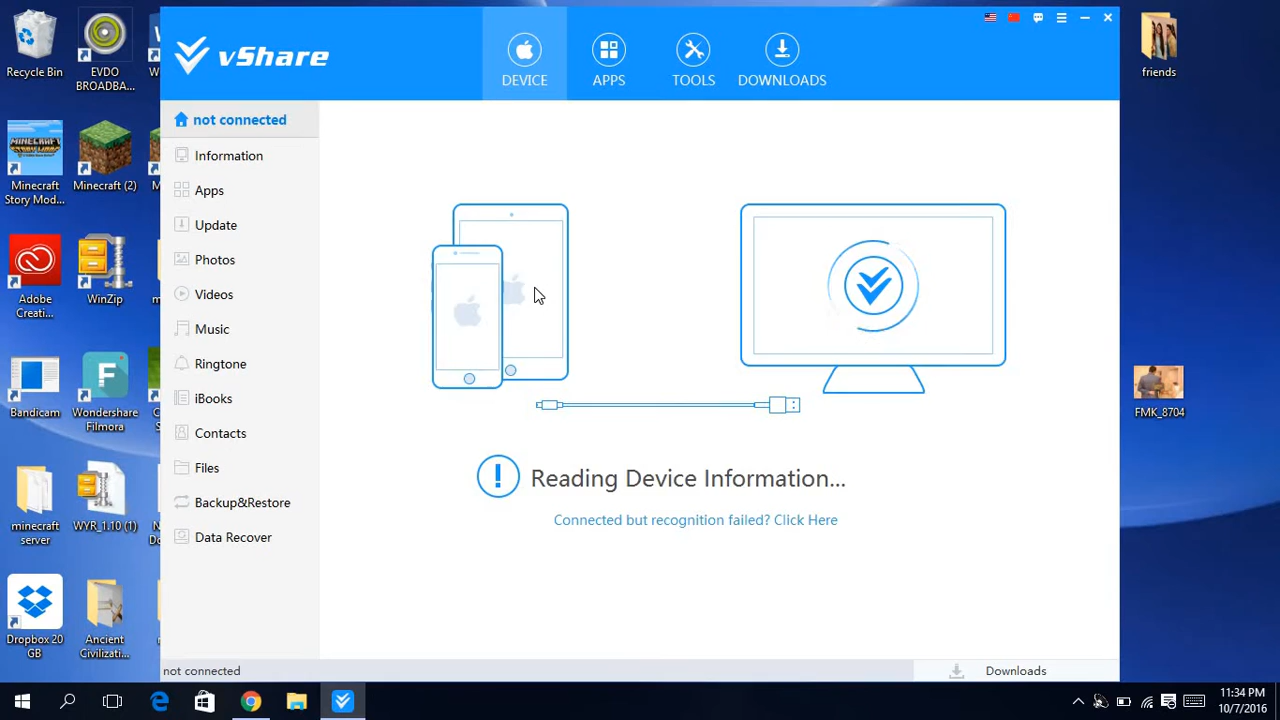 Recycle Bin
EVDO
BROADBA...
vShare
DEVICE
APPS
TOOLS
DOWNLOADS
friends
not connected
Information
Apps
Update
Photos
Videos
Music
Ringtone
iBooks
Contacts
Files
Backup&Restore
Data Recover
Minecraft
Story Mod...
Minecraft (2)
Adobe
Creati...
WinZip
Bandicam
Wondershare
Filmora
minecraft
server
WYR_1.10 (1)
Dropbox 20
GB
Ancient
Civilizati...
FMK_8704
Reading Device Information...
Connected but recognition failed? Click Here
not connected
Downloads
11:34 PM
10/7/2016